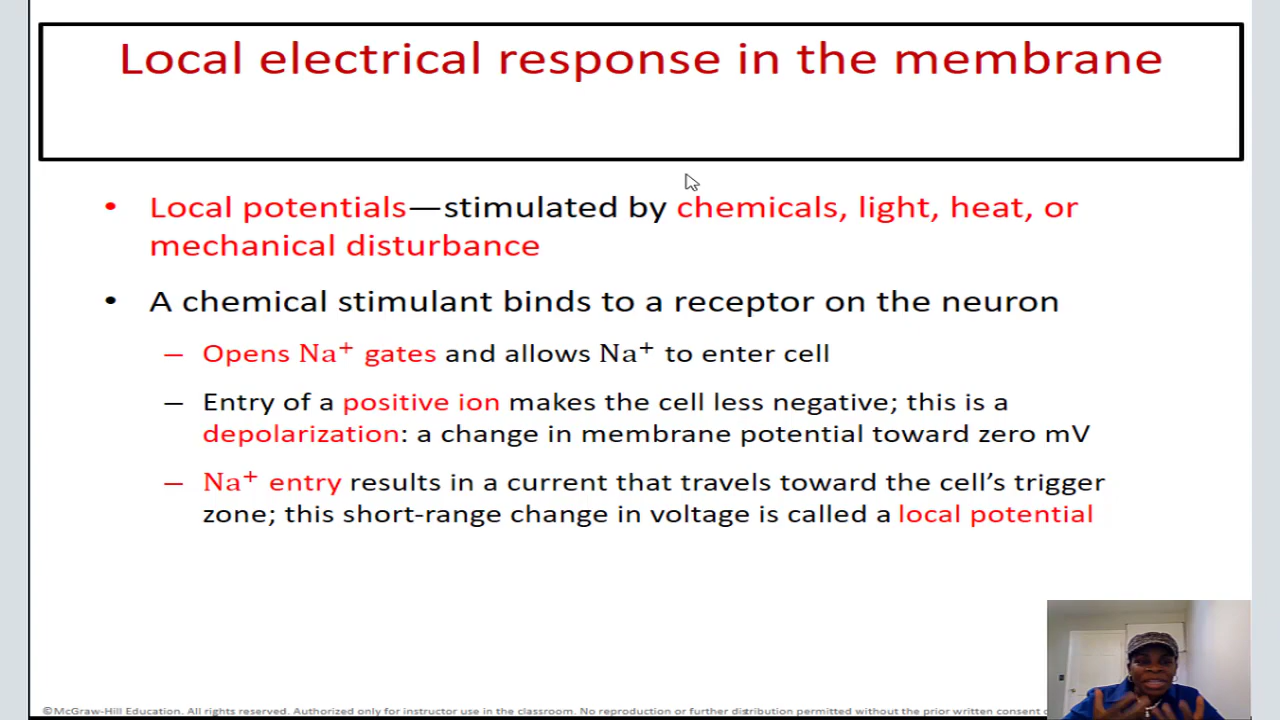 Local electrical response in the membrane
• Local potentials—stimulated by chemicals, light, heat, or
mechanical disturbance
• A chemical stimulant binds to a receptor on the neuron
– Opens Na⁺ gates and allows Na⁺ to enter cell
– Entry of a positive ion makes the cell less negative; this is a
depolarization: a change in membrane potential toward zero mV
– Na⁺ entry results in a current that travels toward the cell’s trigger
zone; this short-range change in voltage is called a local potential
©McGraw-Hill Education. All rights reserved. Authorized only for instructor use in the classroom. No reproduction or further distribution permitted without the prior written consent o